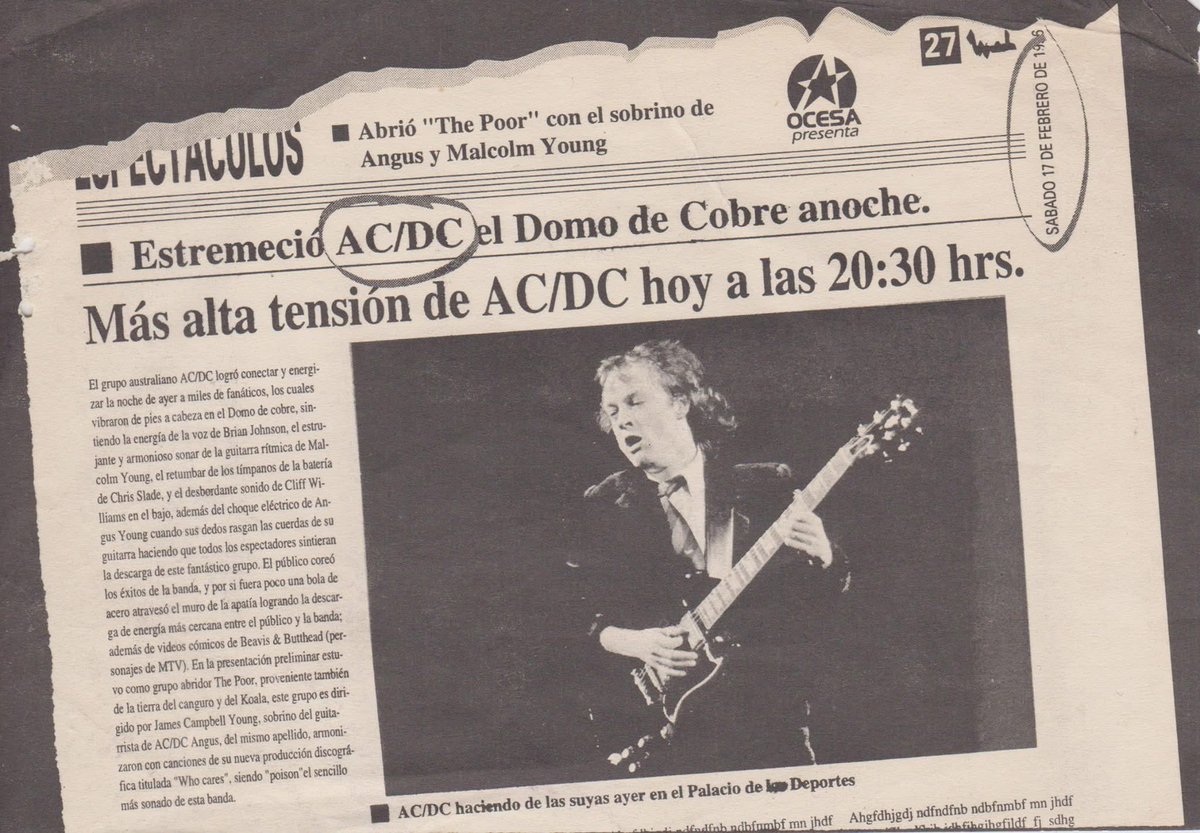 27
SABADO 17 DE FEBRERO DE 1996
OCESA
presenta
ESPECTACULOS
Abrió "The Poor" con el sobrino de
Angus y Malcolm Young
Estremeció AC/DC el Domo de Cobre anoche.
Más alta tensión de AC/DC hoy a las 20:30 hrs.
El grupo australiano AC/DC logró conectar y energi-
zar la noche de ayer a miles de fanáticos, los cuales
vibraron de pies a cabeza en el Domo de cobre, sin-
tiendo la energía de la voz de Brian Johnson, el estru-
jante y armonioso sonar de la guitarra rítmica de Mal-
colm Young, el retumbar de los tímpanos de la batería
de Chris Slade, y el desbordante sonido de Cliff Wi-
lliams en el bajo, además del choque eléctrico de An-
gus Young cuando sus dedos rasgan las cuerdas de su
guitarra haciendo que todos los espectadores sintieran
la descarga de este fantástico grupo. El público coreó
los éxitos de la banda, y por si fuera poco una bola de
acero atravesó el muro de la apatía logrando la descar-
ga de energía más cercana entre el público y la banda;
además de videos cómicos de Beavis & Butthead (per-
sonajes de MTV). En la presentación preliminar estu-
vo como grupo abridor The Poor, proveniente también
de la tierra del canguro y del Koala, este grupo es diri-
gido por James Campbell Young, sobrino del guita-
rrista de AC/DC Angus, del mismo apellido, armoni-
zaron con canciones de su nueva producción discográ-
fica titulada "Who cares", siendo "poison"el sencillo
más sonado de esta banda.
AC/DC haciendo de las suyas ayer en el Palacio de los Deportes
ndfndfnb ndbfnmbf mn jhdf
Ahgfdhjgdj ndfndfnb ndbfnmbf mn jhdf